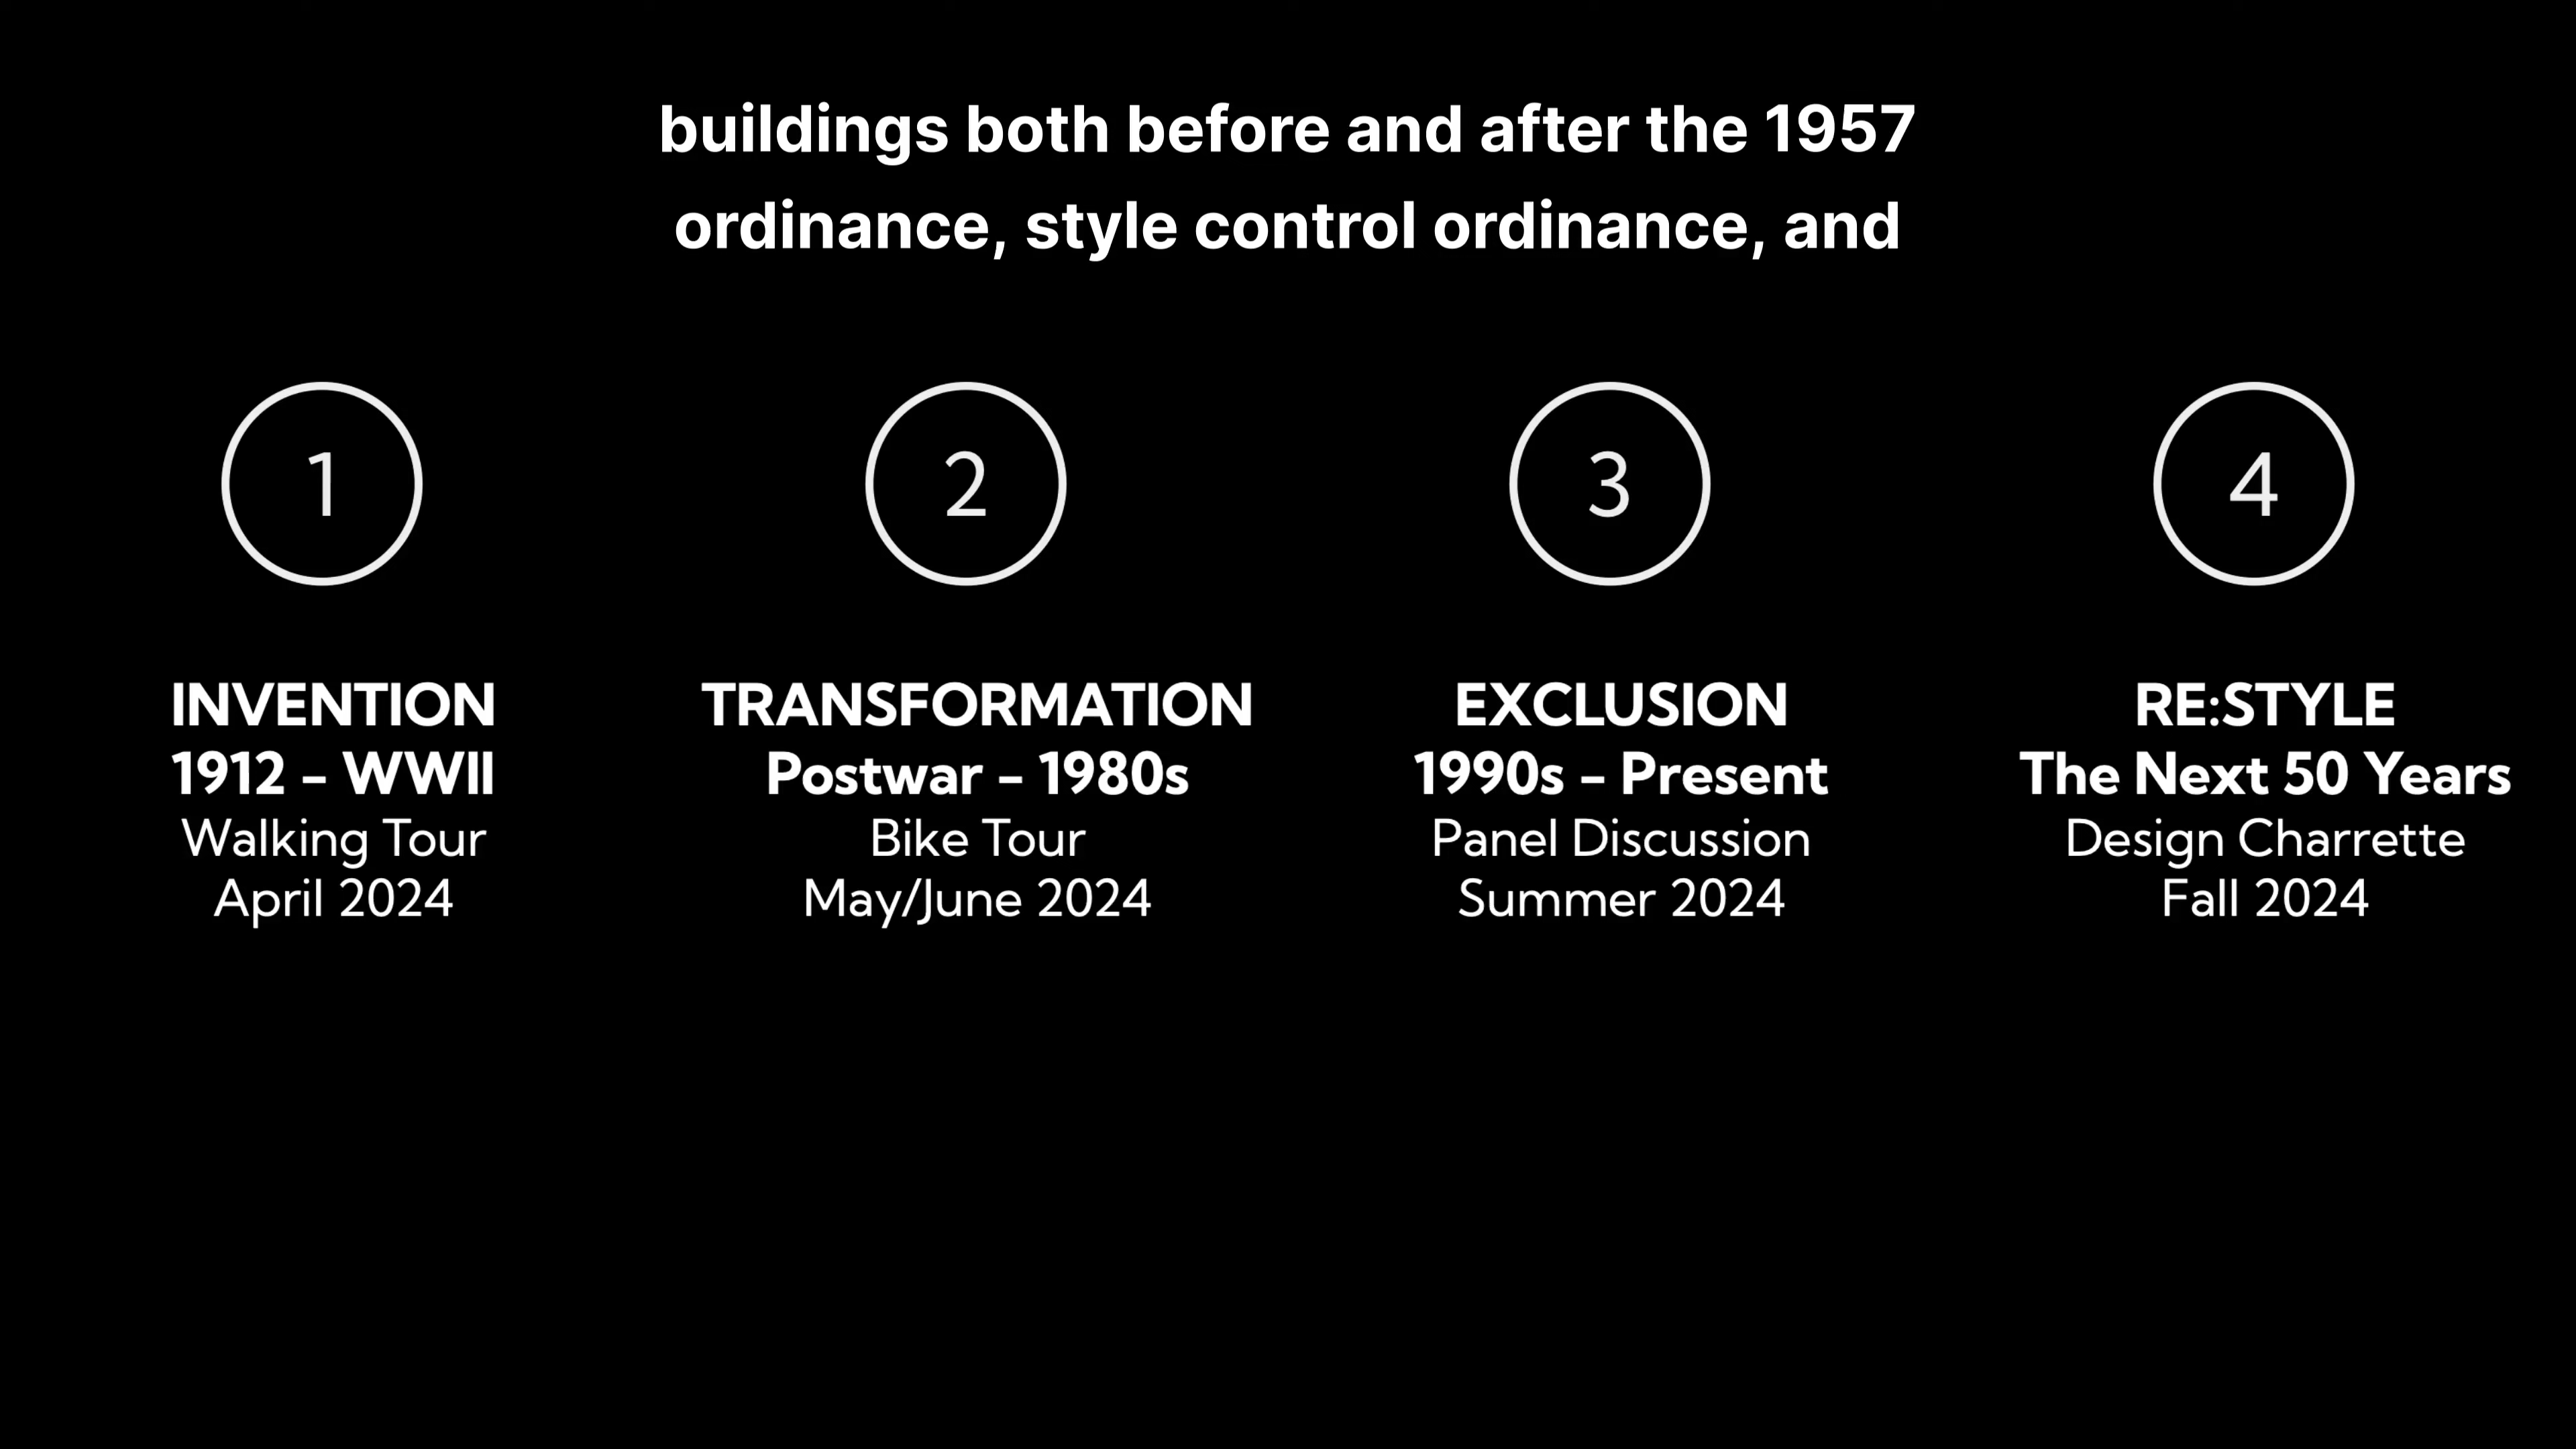 buildings both before and after the 1957
ordinance, style control ordinance, and
1
INVENTION
1912 – WWII
Walking Tour
April 2024
2
TRANSFORMATION
Postwar – 1980s
Bike Tour
May/June 2024
3
EXCLUSION
1990s – Present
Panel Discussion
Summer 2024
4
RE:STYLE
The Next 50 Years
Design Charrette
Fall 2024